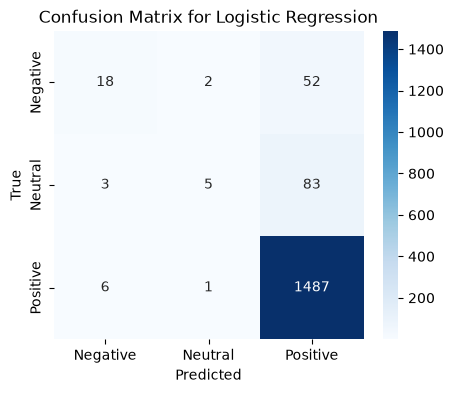 Confusion Matrix for Logistic Regression
True
Negative
18 2 52
Neutral
3 5 83
Positive
6 1 1487
Negative Neutral Positive
Predicted
1400
1200
1000
800
600
400
200